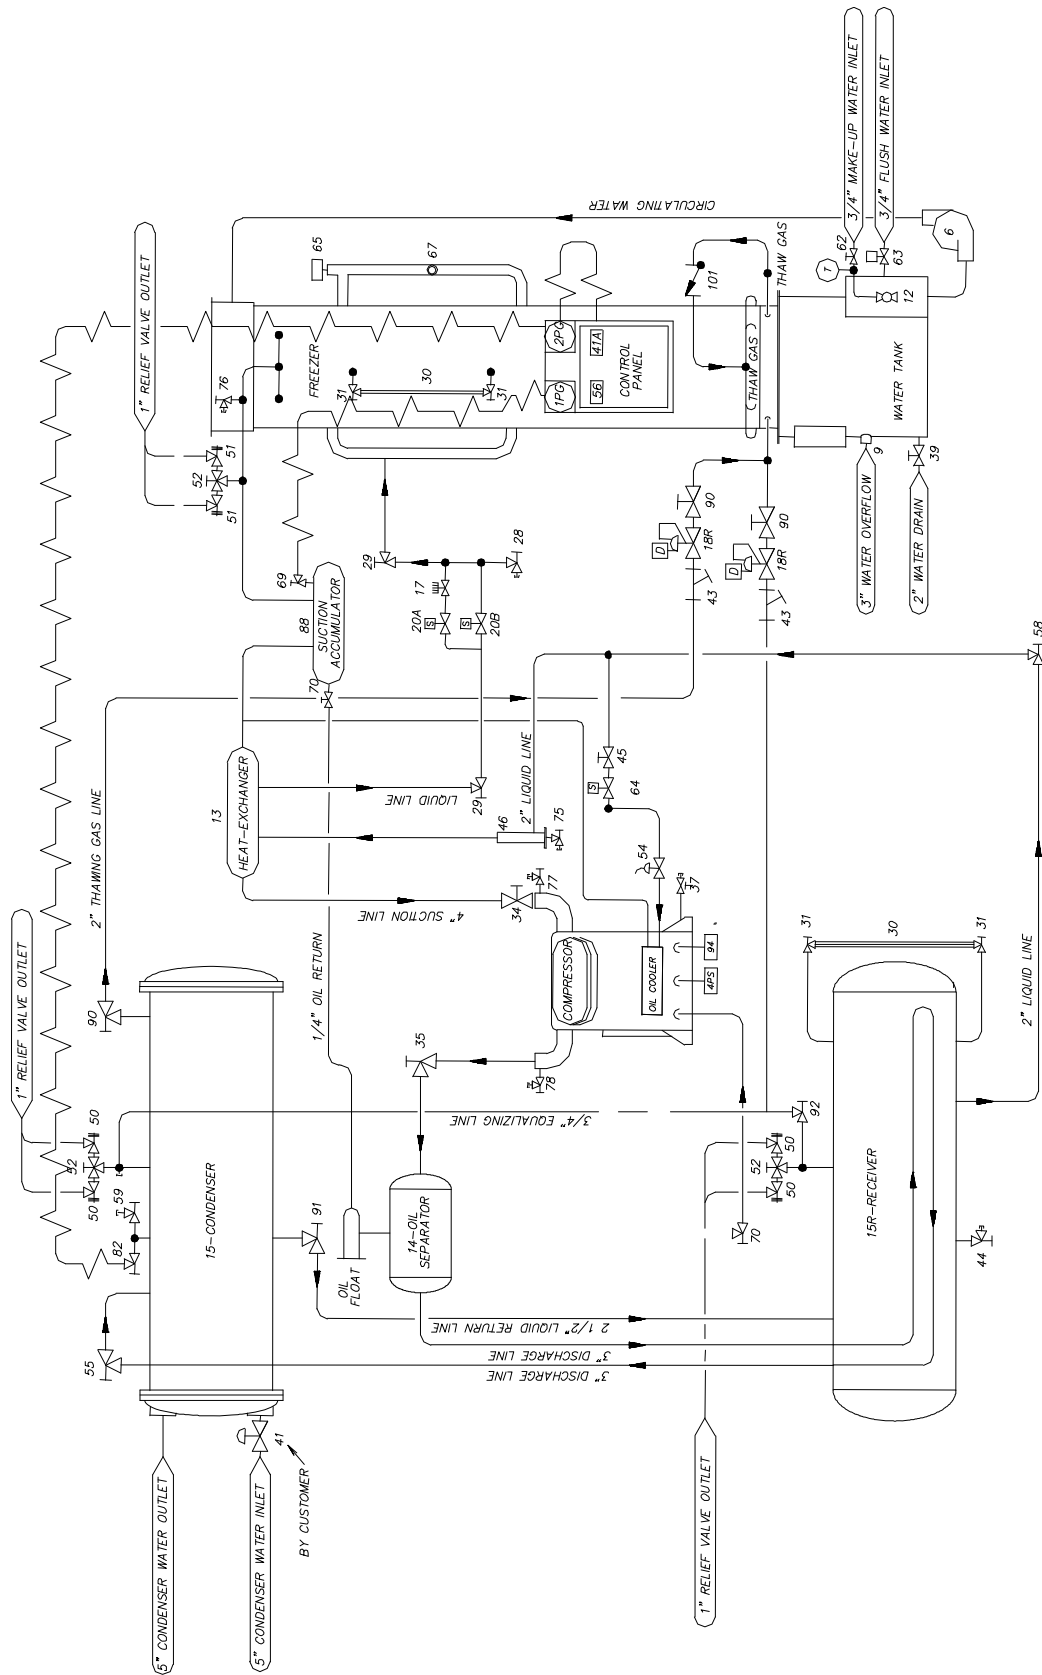 1" RELIEF VALVE OUTLET
3/4" MAKE-UP WATER INLET
3/4" FLUSH WATER INLET
CIRCULATING WATER
65
67
6
62
63
T
12
101
THAW GAS
THAW GAS
76
FREEZER
30
31
31
2PG
1PG
41A
56
CONTROL
PANEL
WATER TANK
51
52
51
9
39
3" WATER OVERFLOW
2" WATER DRAIN
90
18R
D
43
90
18R
D
43
69
88
SUCTION
ACCUMULATOR
70
29
17
20A
S
20B
S
28
58
2" THAWING GAS LINE
13
HEAT-EXCHANGER
LIQUID LINE
29
2" LIQUID LINE
46
75
45
64
S
54
37
4" SUCTION LINE
34
77
COMPRESSOR
OIL COOLER
94
4PS
78
35
1/4" OIL RETURN
1" RELIEF VALVE OUTLET
90
50
52
50
59
82
15-CONDENSER
91
OIL
FLOAT
14-OIL
SEPARATOR
3/4" EQUALIZING LINE
92
50
52
50
70
31
30
31
2" LIQUID LINE
15R-RECEIVER
44
2 1/2" LIQUID RETURN LINE
3" DISCHARGE LINE
3" DISCHARGE LINE
55
41
BY CUSTOMER
5" CONDENSER WATER OUTLET
5" CONDENSER WATER INLET
1" RELIEF VALVE OUTLET